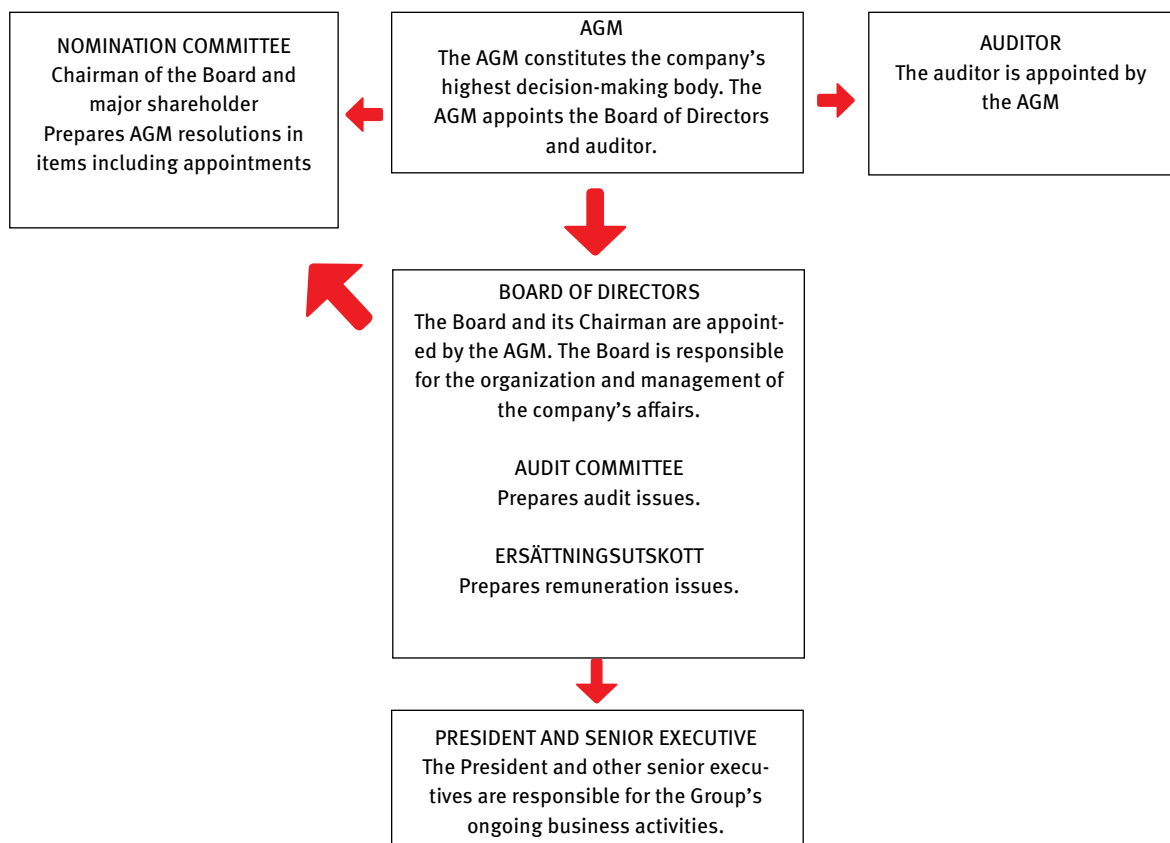 NOMINATION COMMITTEE
Chairman of the Board and
major shareholder
Prepares AGM resolutions in
items including appointments
AGM
The AGM constitutes the company’s
highest decision-making body. The
AGM appoints the Board of Directors
and auditor.
AUDITOR
The auditor is appointed by
the AGM
BOARD OF DIRECTORS
The Board and its Chairman are appoint-
ed by the AGM. The Board is responsible
for the organization and management of
the company’s affairs.
AUDIT COMMITTEE
Prepares audit issues.
ERSÄTTNINGSUTSKOTT
Prepares remuneration issues.
PRESIDENT AND SENIOR EXECUTIVE
The President and other senior execu-
tives are responsible for the Group’s
ongoing business activities.